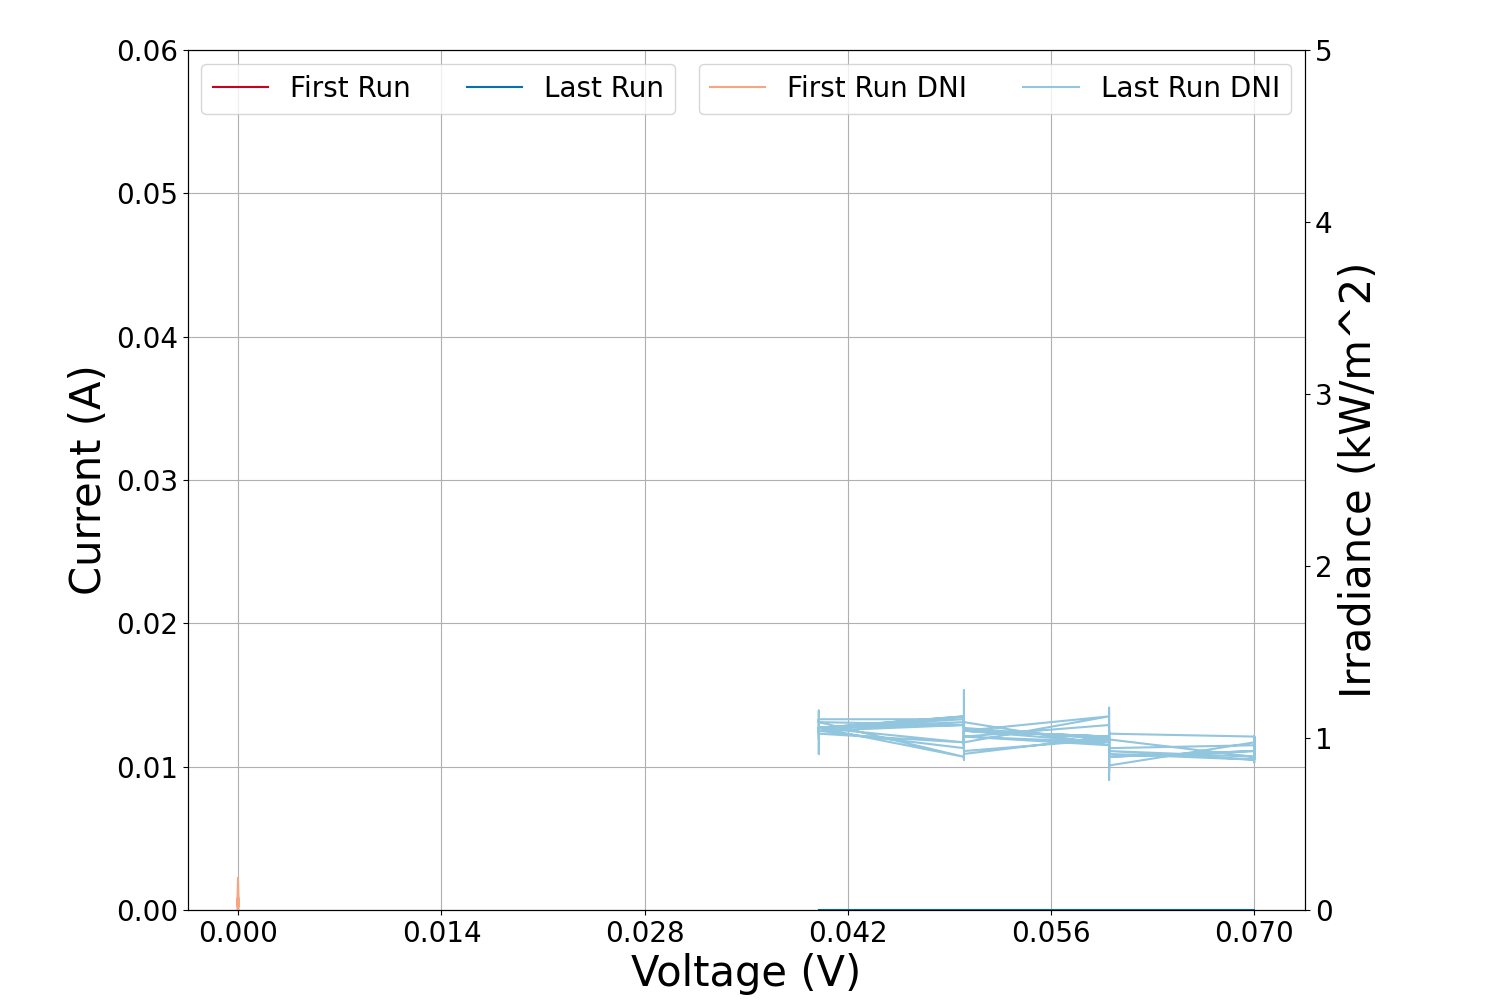 First Run
Last Run
First Run DNI
Last Run DNI
0.06
0.05
0.04
0.03
0.02
0.01
0.00
Current (A)
5
4
3
2
1
0
Irradiance (kW/m^2)
0.000 0.014 0.028 0.042 0.056 0.070
Voltage (V)